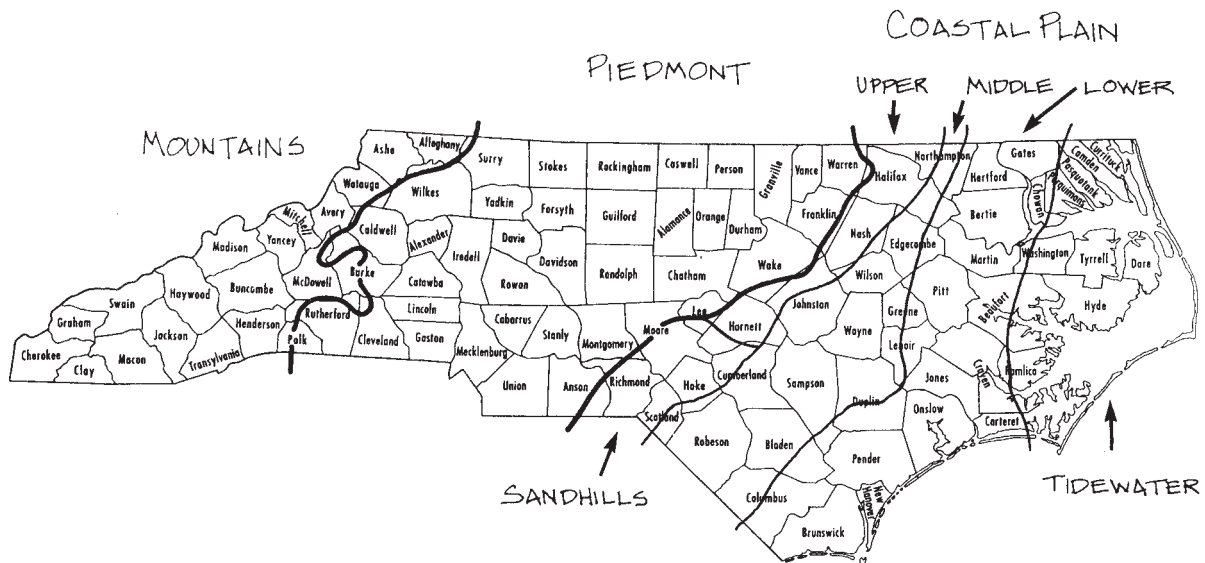 COASTAL PLAIN
PIEDMONT
UPPER
MIDDLE
LOWER
MOUNTAINS
Ashe
Alleghany
Surry
Stokes
Rockingham
Caswell
Person
Granville
Vance
Warren
Halifax
Northampton
Gates
Hertford
Currituck
Camden
Pasquotank
Perquimans
Chowan
Watauga
Wilkes
Yadkin
Forsyth
Guilford
Alamance
Orange
Durham
Franklin
Nash
Edgecombe
Bertie
Mitchell
Avery
Caldwell
Alexander
Iredell
Davie
Davidson
Randolph
Chatham
Wake
Wilson
Martin
Washington
Tyrrell
Dare
Madison
Yancey
McDowell
Burke
Catawba
Rowan
Lee
Johnston
Pitt
Beaufort
Hyde
Swain
Haywood
Buncombe
Rutherford
Lincoln
Cabarrus
Stanly
Montgomery
Moore
Harnett
Wayne
Greene
Lenoir
Graham
Jackson
Henderson
Polk
Cleveland
Gaston
Mecklenburg
Craven
Pamlico
Cherokee
Clay
Macon
Transylvania
Union
Anson
Richmond
Hoke
Cumberland
Sampson
Duplin
Jones
Onslow
Carteret
Scotland
Robeson
Bladen
Pender
Columbus
New
Hanover
Brunswick
SANDHILLS
TIDEWATER